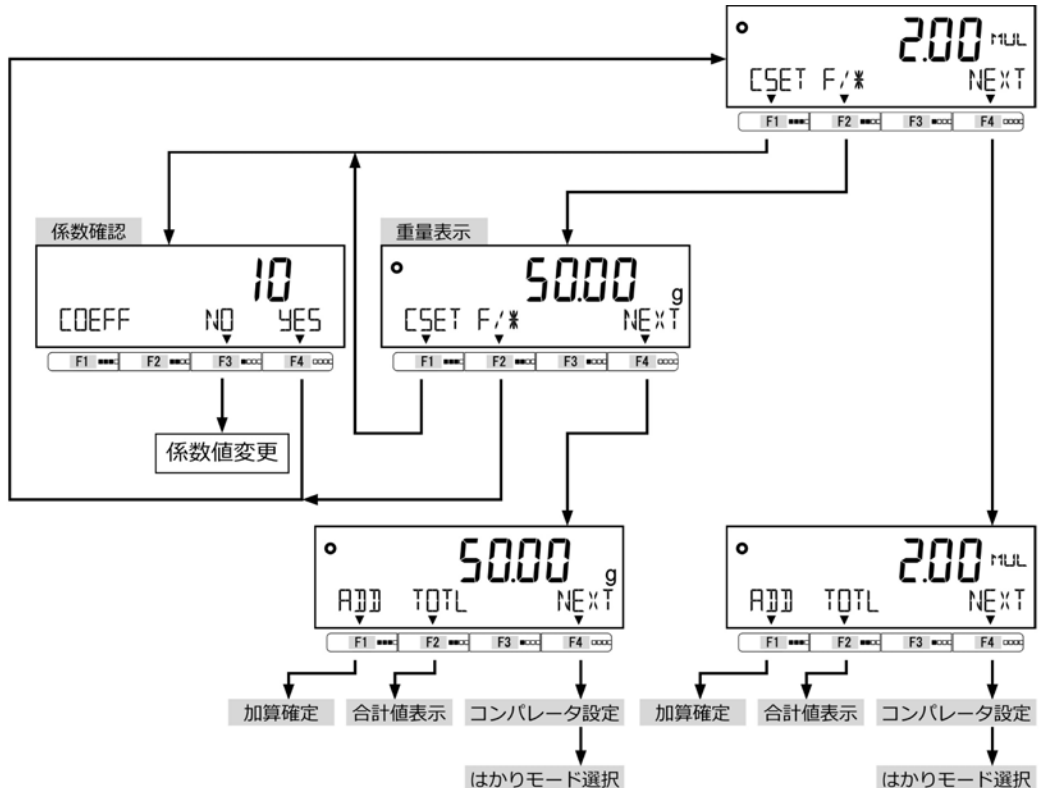 2.00 MUL
CSET F/* NEXT
F1 F2 F3 F4
係数確認
10
COEFF NO YES
F1 F2 F3 F4
係数値変更
重量表示
50.00 g
CSET F/* NEXT
F1 F2 F3 F4
50.00 g
ADD TOTL NEXT
F1 F2 F3 F4
加算確定 合計値表示 コンパレータ設定
はかりモード選択
2.00 MUL
ADD TOTL NEXT
F1 F2 F3 F4
加算確定 合計値表示 コンパレータ設定
はかりモード選択